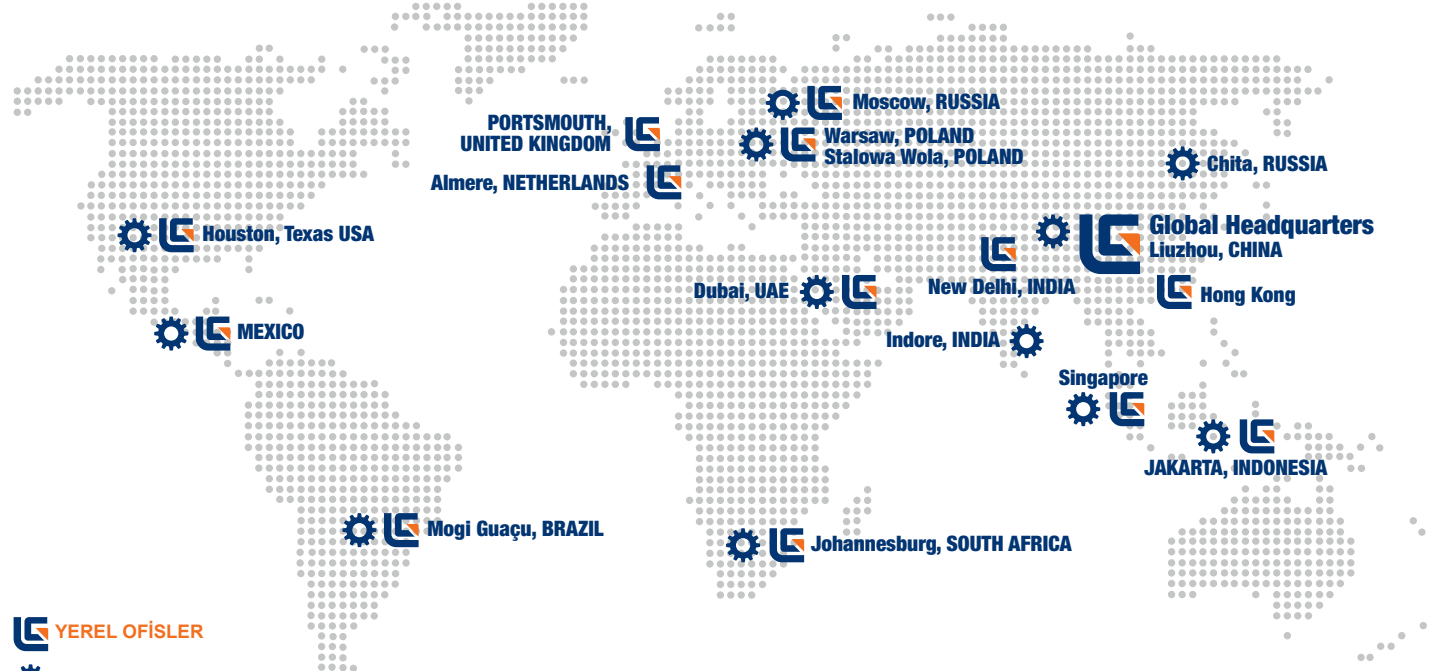 Moscow, RUSSIA
PORTSMOUTH,
UNITED KINGDOM
Warsaw, POLAND
Stalowa Wola, POLAND
Chita, RUSSIA
Almere, NETHERLANDS
Houston, Texas USA
Global Headquarters
Liuzhou, CHINA
New Delhi, INDIA
Dubai, UAE
Hong Kong
MEXICO
Indore, INDIA
Singapore
JAKARTA, INDONESIA
Mogi Guaçu, BRAZIL
Johannesburg, SOUTH AFRICA
YEREL OFİSLER